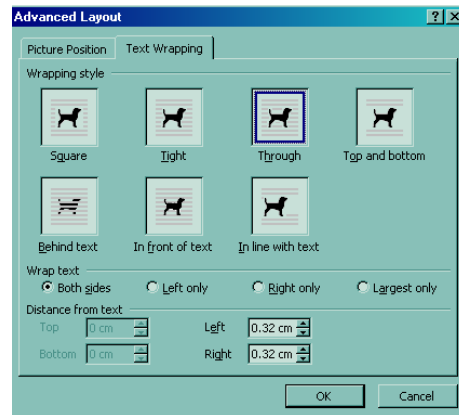 Advanced Layout ? ×
Picture Position Text Wrapping
Wrapping style
Square Tight Through Top and bottom
Behind text In front of text In line with text
Wrap text
Both sides Left only Right only Largest only
Distance from text
Top 0 cm Left 0.32 cm
Bottom 0 cm Right 0.32 cm
OK Cancel